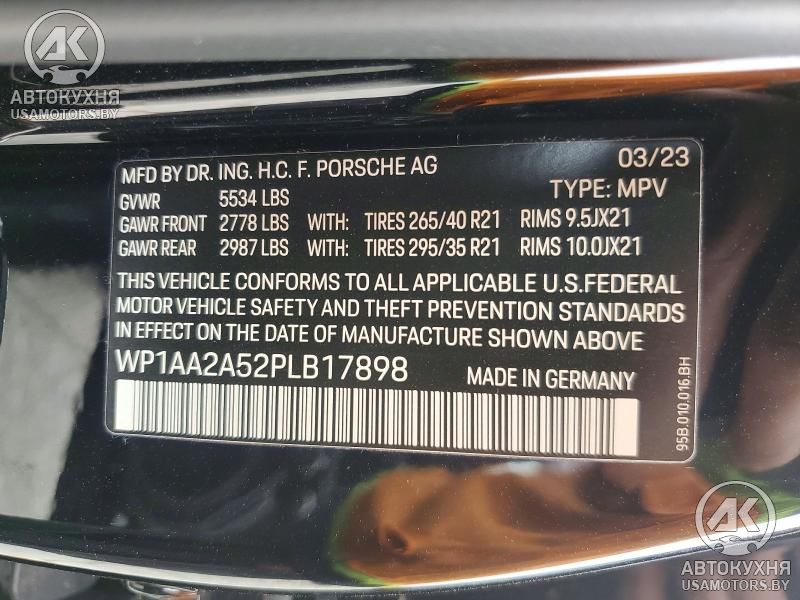 AK
АВТОКУХНЯ
USAMOTORS.BY
MFD BY DR. ING. H.C. F. PORSCHE AG 03/23
GVWR 5534 LBS TYPE: MPV
GAWR FRONT 2778 LBS WITH: TIRES 265/40 R21 RIMS 9.5JX21
GAWR REAR 2987 LBS WITH: TIRES 295/35 R21 RIMS 10.0JX21
THIS VEHICLE CONFORMS TO ALL APPLICABLE U.S.FEDERAL
MOTOR VEHICLE SAFETY AND THEFT PREVENTION STANDARDS
IN EFFECT ON THE DATE OF MANUFACTURE SHOWN ABOVE
WP1AA2A52PLB17898 MADE IN GERMANY
95B.010.016.BH
AK
АВТОКУХНЯ
USAMOTORS.BY